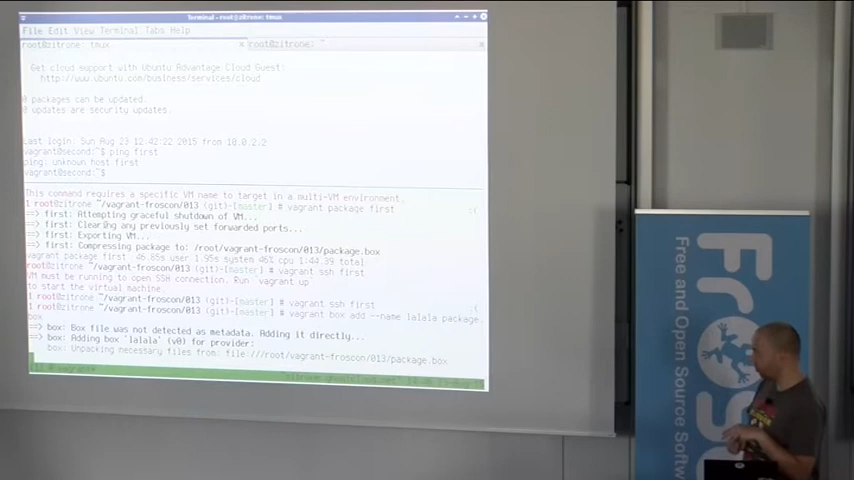 Terminal - root@zitrone: tmux
File Edit View Terminal Tabs Help
root@zitrone: tmux
root@zitrone: ~
Get cloud support with Ubuntu Advantage Cloud Guest:
http://www.ubuntu.com/business/services/cloud
0 packages can be updated.
0 updates are security updates.
Last login: Sun Aug 23 12:42:22 2015 from 10.0.2.2
vagrant@second:~$ ping first
ping: unknown host first
vagrant@second:~$
This command requires a specific VM name to target in a multi-VM environment.
1 root@zitrone ~/vagrant-froscon/013 (git)-[master] # vagrant package first :(
==> first: Attempting graceful shutdown of VM...
==> first: Clearing any previously set forwarded ports...
==> first: Exporting VM...
==> first: Compressing package to: /root/vagrant-froscon/013/package.box
vagrant package first 46.85s user 1.95s system 46% cpu 1:44.39 total
root@zitrone ~/vagrant-froscon/013 (git)-[master] # vagrant ssh first
VM must be running to open SSH connection. Run `vagrant up`
to start the virtual machine.
1 root@zitrone ~/vagrant-froscon/013 (git)-[master] # vagrant ssh first :(
1 root@zitrone ~/vagrant-froscon/013 (git)-[master] # vagrant box add --name lalala package.
box
==> box: Box file was not detected as metadata. Adding it directly...
==> box: Adding box 'lalala' (v0) for provider:
box: Unpacking necessary files from: file:///root/vagrant-froscon/013/package.box
Free and Open Source Softw
FrOSC